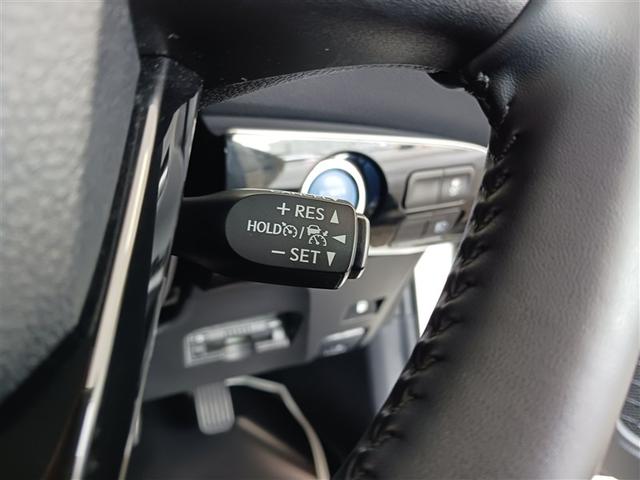 + RES ▲
HOLD / ◀
− SET ▼